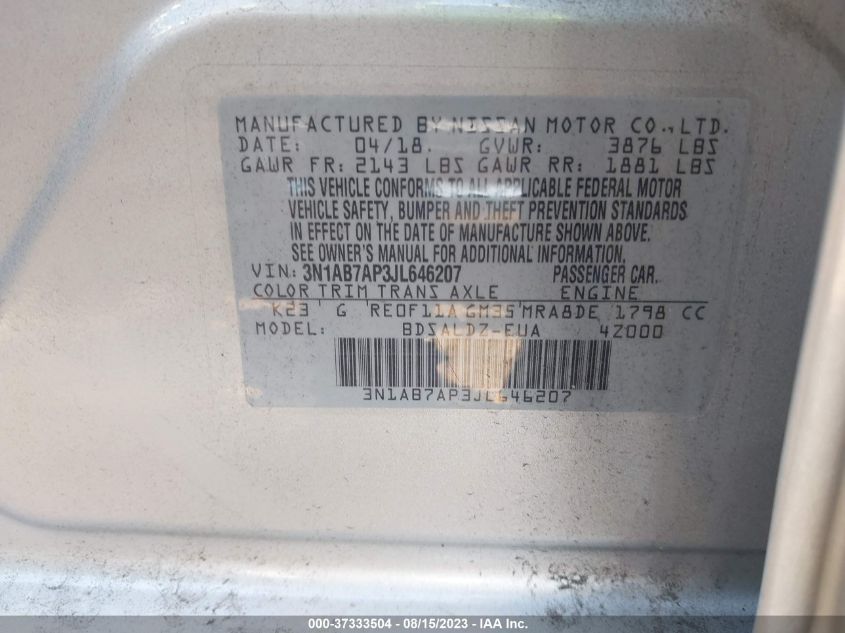 MANUFACTURED BY NISSAN MOTOR CO., LTD.
DATE: 04/18. GVWR: 3876 LBS
GAWR FR: 2143 LBS GAWR RR: 1881 LBS
THIS VEHICLE CONFORMS TO ALL APPLICABLE FEDERAL MOTOR
VEHICLE SAFETY, BUMPER AND THEFT PREVENTION STANDARDS
IN EFFECT ON THE DATE OF MANUFACTURE SHOWN ABOVE.
SEE OWNER'S MANUAL FOR ADDITIONAL INFORMATION.
VIN: 3N1AB7AP3JL646207 PASSENGER CAR.
COLOR TRIM TRANS AXLE ENGINE
K23 ' G ' RE0F11A GM35'MRA8DE 1798 CC
MODEL: BDSALDZ-EUA 4Z000
3N1AB7AP3JL646207
000-37333504 - 08/15/2023 - IAA Inc.